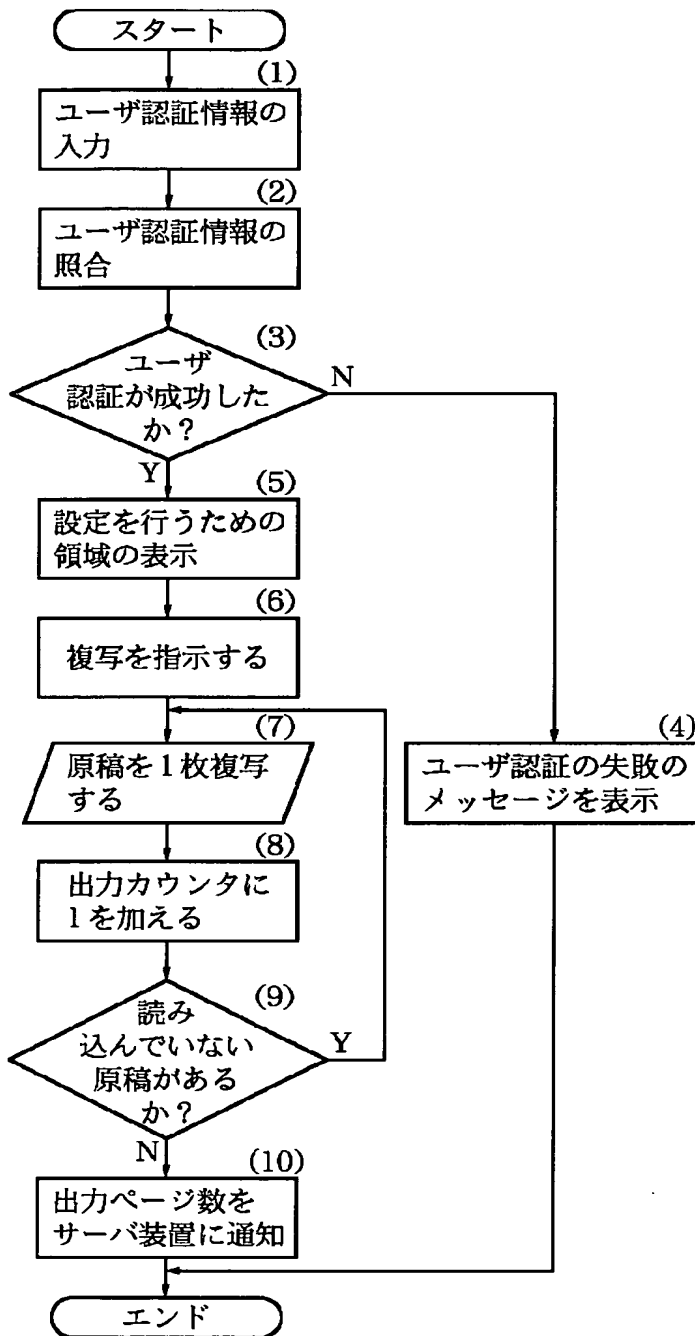 スタート
(1)
ユーザ認証情報の
入力
(2)
ユーザ認証情報の
照合
(3)
ユーザ
認証が成功した
か?
N
Y
(5)
設定を行うための
領域の表示
(6)
複写を指示する
(7)
原稿を1枚複写
する
(4)
ユーザ認証の失敗の
メッセージを表示
(8)
出力カウンタに
1を加える
(9)
読み
込んでいない
原稿がある
か?
Y
N
(10)
出力ページ数を
サーバ装置に通知
エンド